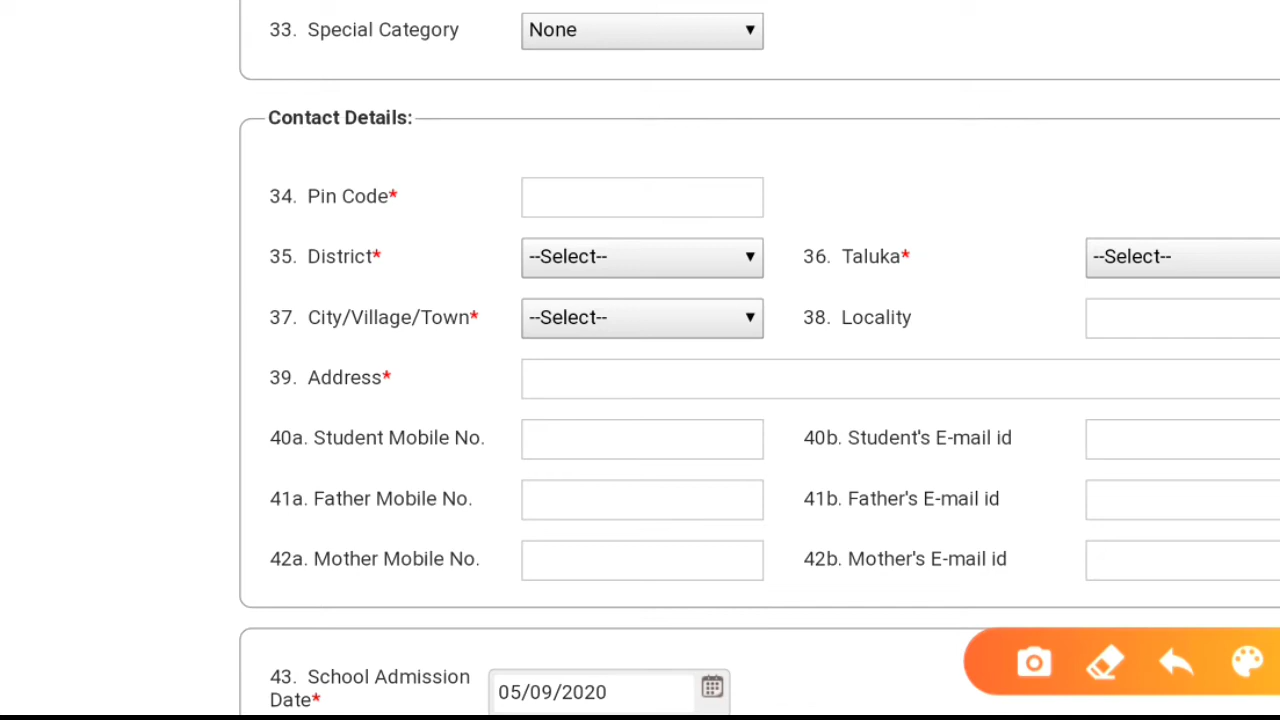 33. Special Category None
Contact Details:
34. Pin Code*
35. District* --Select-- 36. Taluka* --Select--
37. City/Village/Town* --Select-- 38. Locality
39. Address*
40a. Student Mobile No. 40b. Student's E-mail id
41a. Father Mobile No. 41b. Father's E-mail id
42a. Mother Mobile No. 42b. Mother's E-mail id
43. School Admission
Date* 05/09/2020